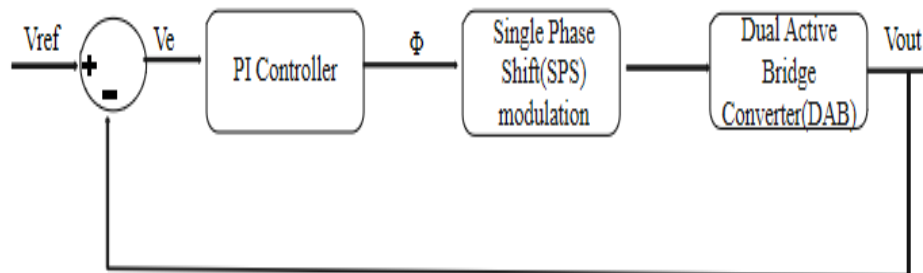 Vref
+
-
Ve
PI Controller
Φ
Single Phase
Shift(SPS)
modulation
Dual Active
Bridge
Converter(DAB)
Vout